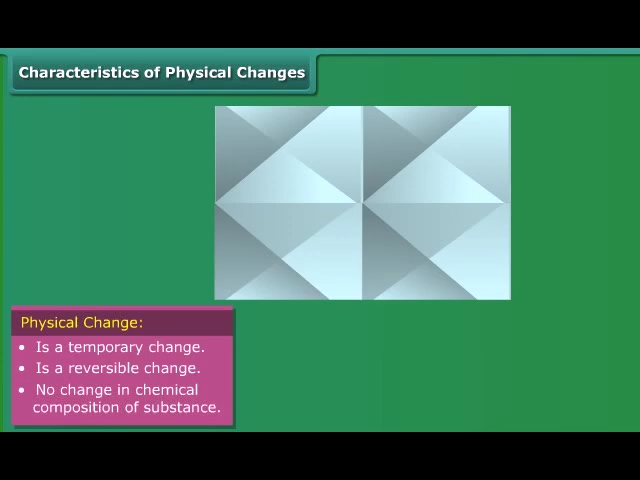 Characteristics of Physical Changes
Physical Change:
• Is a temporary change.
• Is a reversible change.
• No change in chemical
composition of substance.